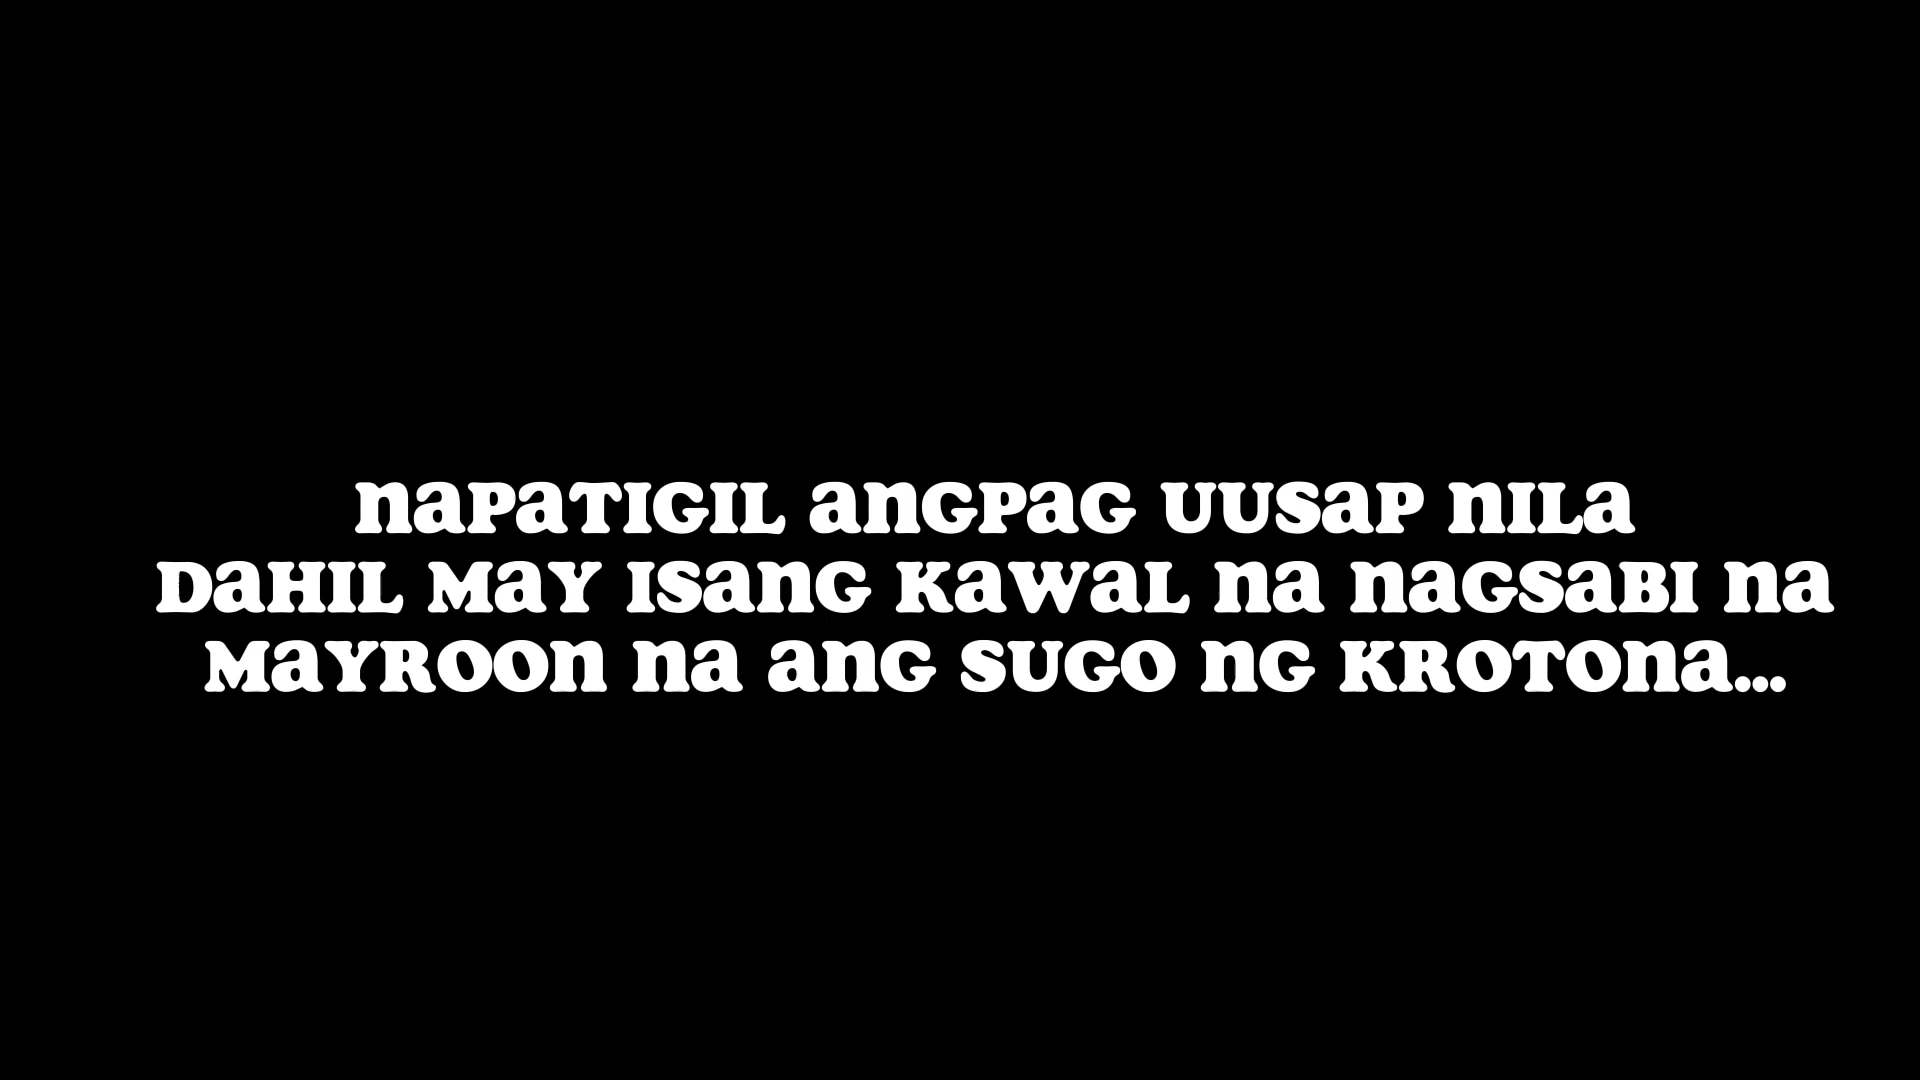 NAPATIGIL ANGPAG UUSAP NILA
DAHIL MAY ISANG KAWAL NA NAGSABI NA
MAYROON NA ANG SUGO NG KROTONA...